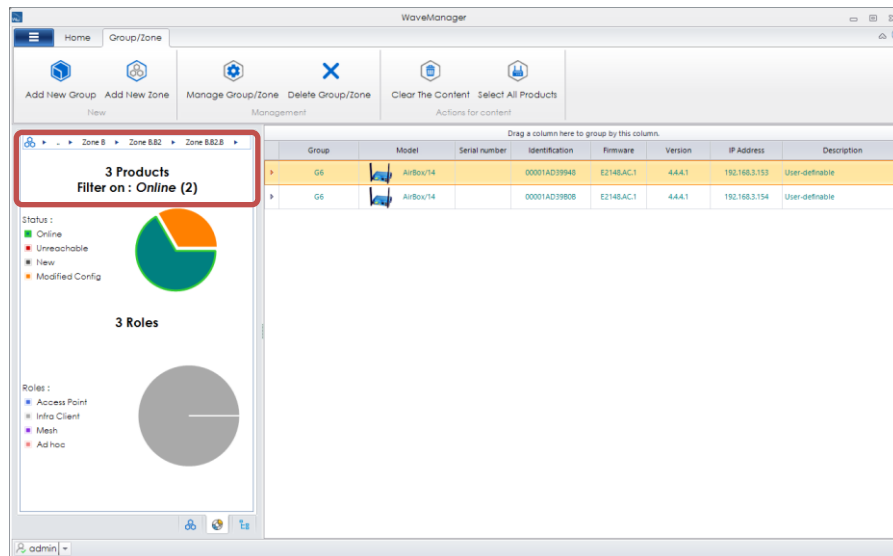 WaveManager
Home Group/Zone
Add New Group Add New Zone Manage Group/Zone Delete Group/Zone Clear The Content Select All Products
New Management Actions for content
.. Zone B Zone B.B2 Zone B.B2.B
3 Products
Filter on : Online (2)
Drag a column here to group by this column.
Group Model Serial number Identification Firmware Version IP Address Description
G6 AirBox/14 00001AD39948 E2148.AC.1 4.4.4.1 192.168.3.153 User-definable
G6 AirBox/14 00001AD3980B E2148.AC.1 4.4.4.1 192.168.3.154 User-definable
Status :
Online
Unreachable
New
Modified Config
3 Roles
Roles :
Access Point
Infra Client
Mesh
Ad hoc
admin